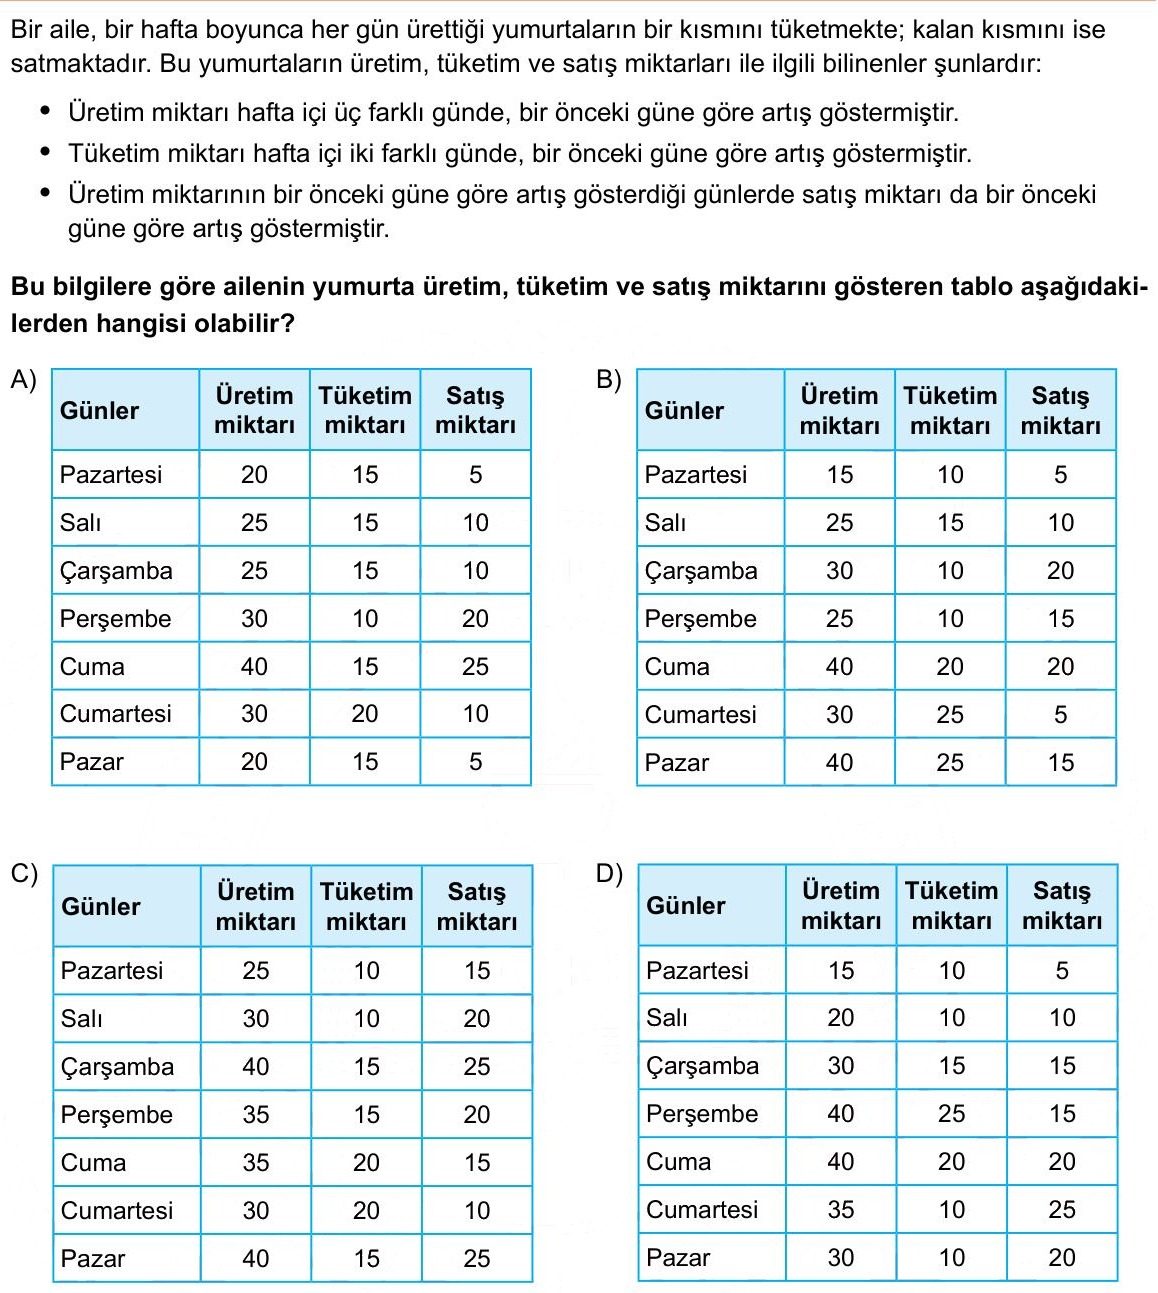 Bir aile, bir hafta boyunca her gün ürettiği yumurtaların bir kısmını tüketmekte; kalan kısmını ise
satmaktadır. Bu yumurtaların üretim, tüketim ve satış miktarları ile ilgili bilinenler şunlardır:
• Üretim miktarı hafta içi üç farklı günde, bir önceki güne göre artış göstermiştir.
• Tüketim miktarı hafta içi iki farklı günde, bir önceki güne göre artış göstermiştir.
• Üretim miktarının bir önceki güne göre artış gösterdiği günlerde satış miktarı da bir önceki
güne göre artış göstermiştir.
Bu bilgilere göre ailenin yumurta üretim, tüketim ve satış miktarını gösteren tablo aşağıdaki-
lerden hangisi olabilir?
A)
Günler Üretim miktarı Tüketim miktarı Satış miktarı
Pazartesi 20 15 5
Salı 25 15 10
Çarşamba 25 15 10
Perşembe 30 10 20
Cuma 40 15 25
Cumartesi 30 20 10
Pazar 20 15 5
B)
Günler Üretim miktarı Tüketim miktarı Satış miktarı
Pazartesi 15 10 5
Salı 25 15 10
Çarşamba 30 10 20
Perşembe 25 10 15
Cuma 40 20 20
Cumartesi 30 25 5
Pazar 40 25 15
C)
Günler Üretim miktarı Tüketim miktarı Satış miktarı
Pazartesi 25 10 15
Salı 30 10 20
Çarşamba 40 15 25
Perşembe 35 15 20
Cuma 35 20 15
Cumartesi 30 20 10
Pazar 40 15 25
D)
Günler Üretim miktarı Tüketim miktarı Satış miktarı
Pazartesi 15 10 5
Salı 20 10 10
Çarşamba 30 15 15
Perşembe 40 25 15
Cuma 40 20 20
Cumartesi 35 10 25
Pazar 30 10 20